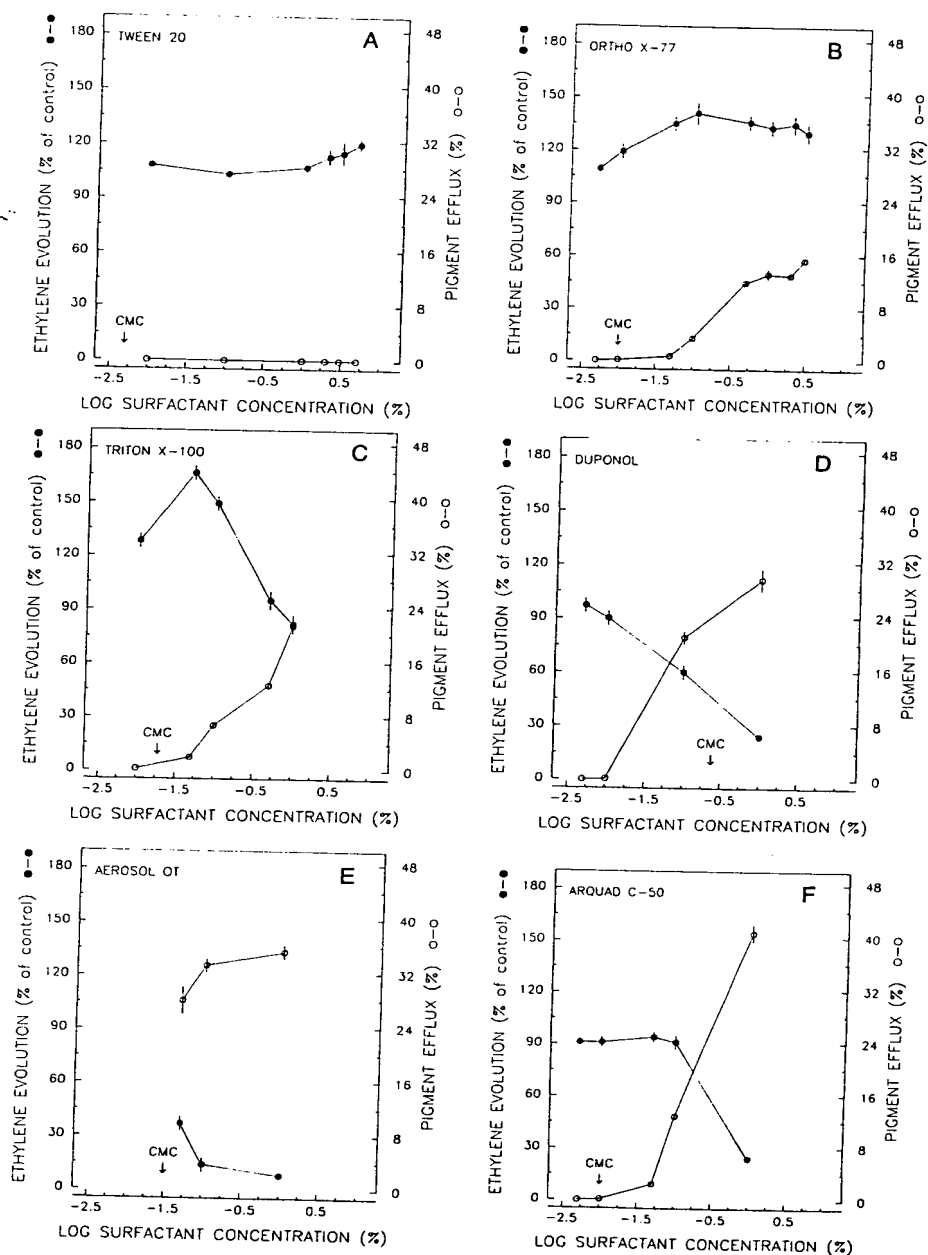 TWEEN 20
A
ETHYLENE EVOLUTION (% of control)
180
150
120
90
60
30
0
48
40
32
24
16
8
0
PIGMENT EFFLUX (%) o–o
CMC
-2.5 -1.5 -0.5 0.5
LOG SURFACTANT CONCENTRATION (%)
ORTHO X-77
B
ETHYLENE EVOLUTION (% of control)
180
150
120
90
60
30
0
48
40
32
24
16
8
0
PIGMENT EFFLUX (%) o–o
CMC
-2.5 -1.5 -0.5 0.5
LOG SURFACTANT CONCENTRATION (%)
TRITON X-100
C
ETHYLENE EVOLUTION (% of control)
180
150
120
90
60
30
0
48
40
32
24
16
8
0
PIGMENT EFFLUX (%) o–o
CMC
-2.5 -1.5 -0.5 0.5
LOG SURFACTANT CONCENTRATION (%)
DUPONOL
D
ETHYLENE EVOLUTION (% of control)
180
150
120
90
60
30
0
48
40
32
24
16
8
0
PIGMENT EFFLUX (%) o–o
CMC
-2.5 -1.5 -0.5 0.5
LOG SURFACTANT CONCENTRATION (%)
AEROSOL OT
E
ETHYLENE EVOLUTION (% of control)
180
150
120
90
60
30
0
48
40
32
24
16
8
0
PIGMENT EFFLUX (%) o–o
CMC
-2.5 -1.5 -0.5 0.5
LOG SURFACTANT CONCENTRATION (%)
ARQUAD C-50
F
ETHYLENE EVOLUTION (% of control)
180
150
120
90
60
30
0
48
40
32
24
16
8
0
PIGMENT EFFLUX (%) o–o
CMC
-2.5 -1.5 -0.5 0.5
LOG SURFACTANT CONCENTRATION (%)